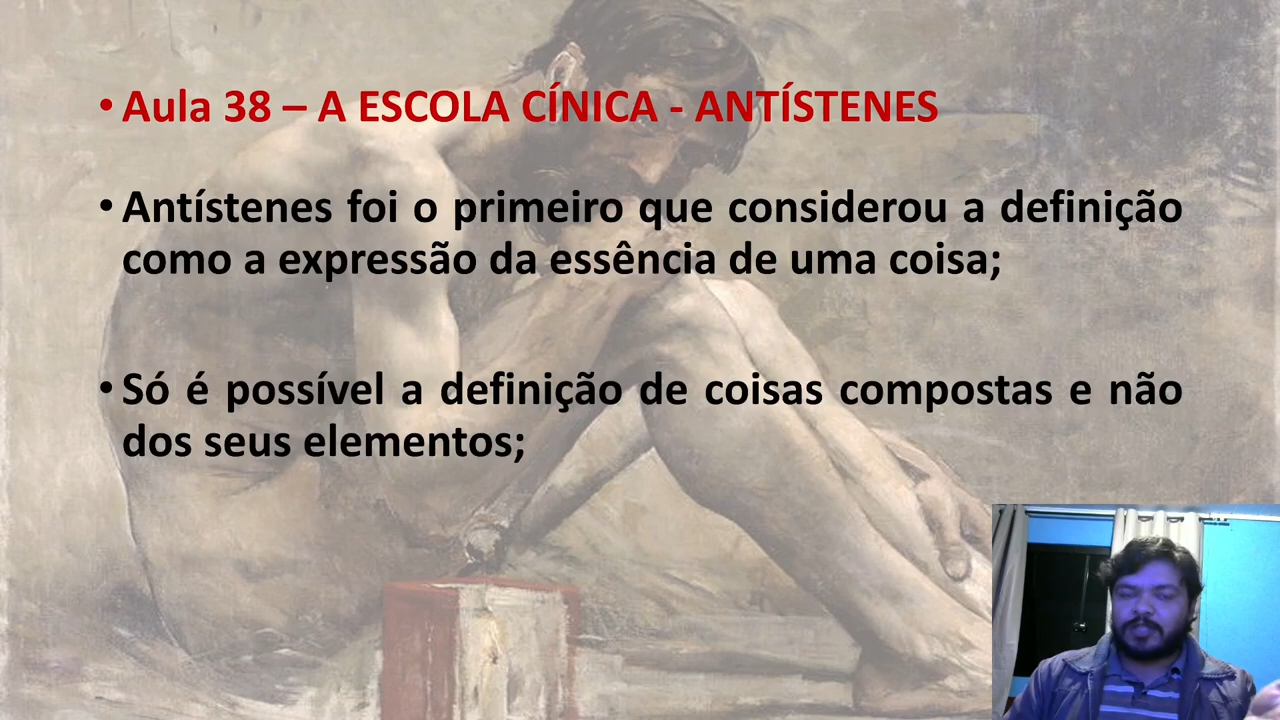 • Aula 38 – A ESCOLA CÍNICA - ANTÍSTENES
• Antístenes foi o primeiro que considerou a definição
como a expressão da essência de uma coisa;
• Só é possível a definição de coisas compostas e não
dos seus elementos;